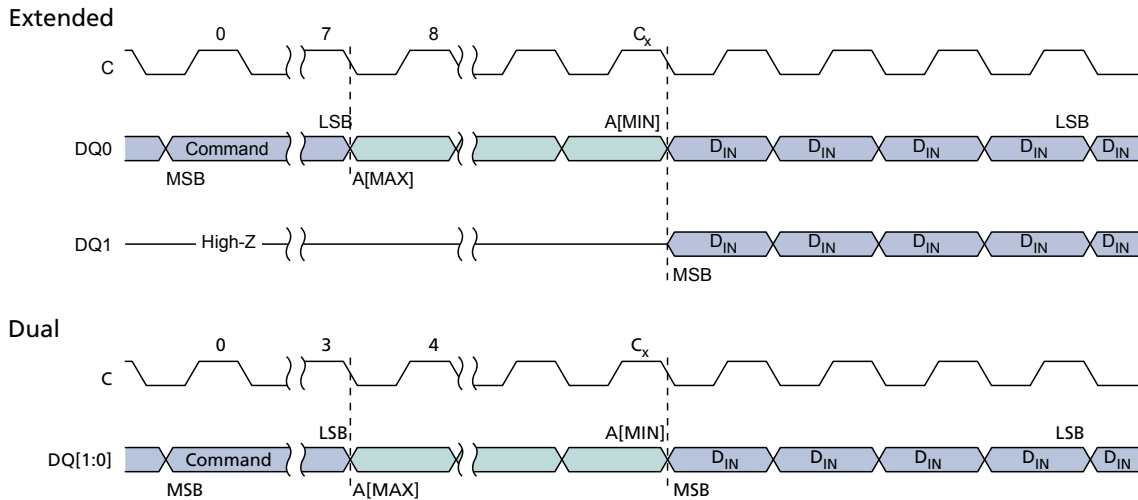 Extended
0 7 8 Cx
C
LSB A[MIN] LSB
DQ0 Command DIN DIN DIN DIN DIN
MSB A[MAX]
DQ1 High-Z DIN DIN DIN DIN DIN
MSB
Dual
0 3 4 Cx
C
LSB A[MIN] LSB
DQ[1:0] Command DIN DIN DIN DIN DIN
MSB A[MAX] MSB